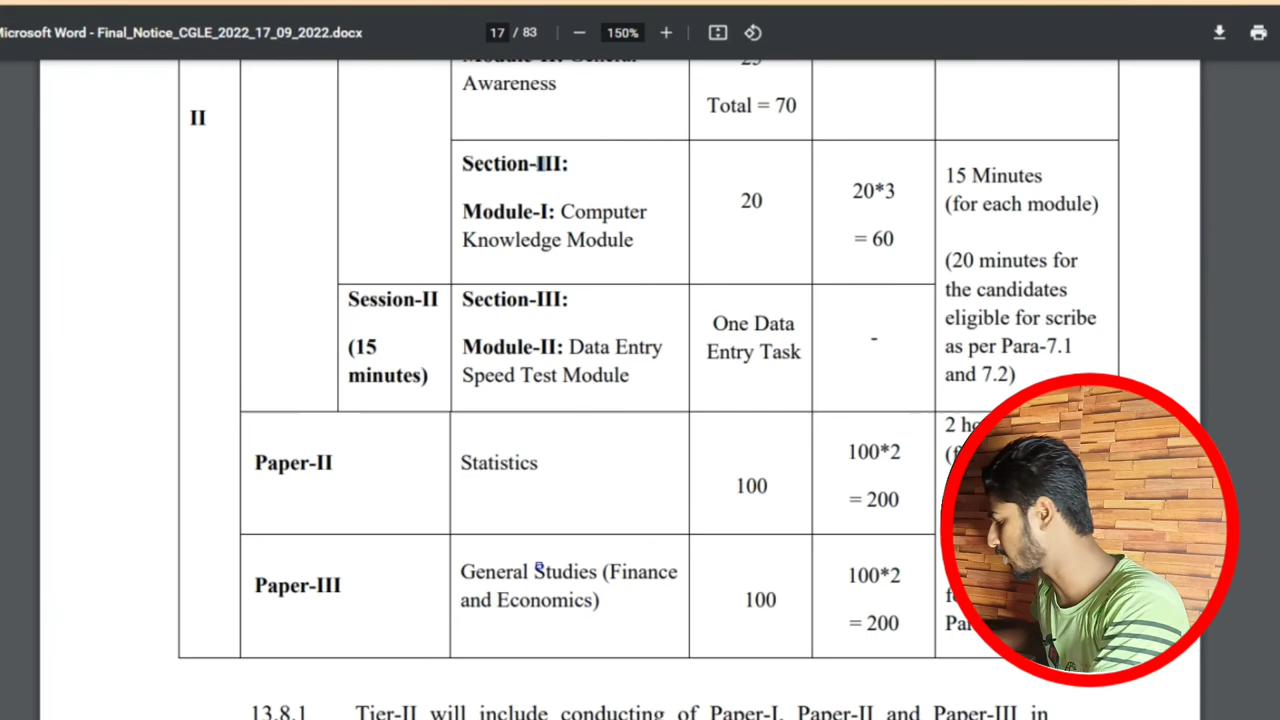 Microsoft Word - Final_Notice_CGLE_2022_17_09_2022.docx
17 / 83
150%
Awareness
Total = 70
II
Section-III:
Module-I: Computer
Knowledge Module
20
20*3
= 60
15 Minutes
(for each module)
(20 minutes for
the candidates
eligible for scribe
as per Para-7.1
and 7.2)
Session-II
(15
minutes)
Section-III:
Module-II: Data Entry
Speed Test Module
One Data
Entry Task
-
Paper-II
Statistics
100
100*2
= 200
2
Paper-III
General Studies (Finance
and Economics)
100
100*2
= 200
13.8.1 Tier-II will include conducting of Paper-I, Paper-II and Paper-III in